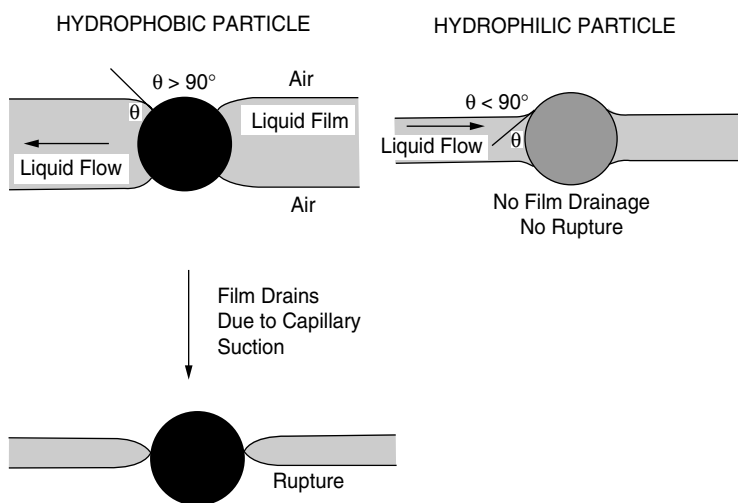 HYDROPHOBIC PARTICLE
θ > 90°
θ
Air
Liquid Film
Liquid Flow
Air
Film Drains
Due to Capillary
Suction
Rupture
HYDROPHILIC PARTICLE
θ < 90°
θ
Liquid Flow
No Film Drainage
No Rupture